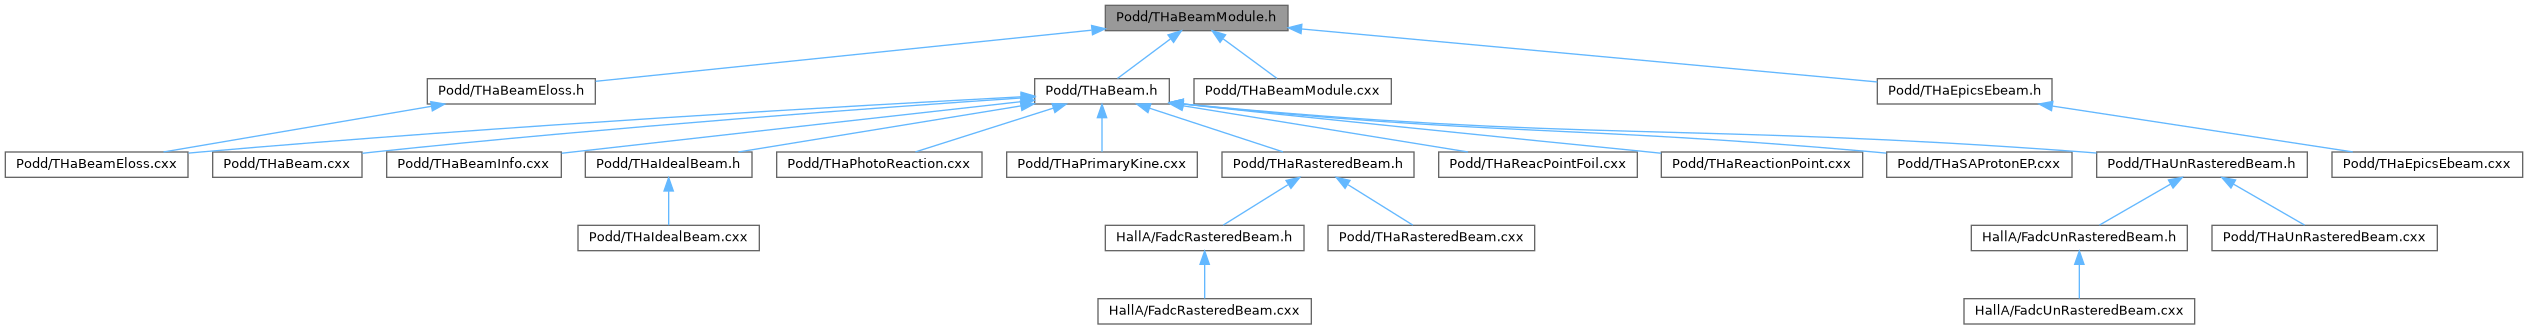 Podd/THaBeamModule.h
Podd/THaBeamEloss.h
Podd/THaBeam.h
Podd/THaBeamModule.cxx
Podd/THaEpicsEbeam.h
Podd/THaBeamEloss.cxx
Podd/THaBeam.cxx
Podd/THaBeamInfo.cxx
Podd/THaIdealBeam.h
Podd/THaPhotoReaction.cxx
Podd/THaPrimaryKine.cxx
Podd/THaRasteredBeam.h
Podd/THaReacPointFoil.cxx
Podd/THaReactionPoint.cxx
Podd/THaSAProtonEP.cxx
Podd/THaUnRasteredBeam.h
Podd/THaEpicsEbeam.cxx
Podd/THaIdealBeam.cxx
HallA/FadcRasteredBeam.h
Podd/THaRasteredBeam.cxx
HallA/FadcUnRasteredBeam.h
Podd/THaUnRasteredBeam.cxx
HallA/FadcRasteredBeam.cxx
HallA/FadcUnRasteredBeam.cxx